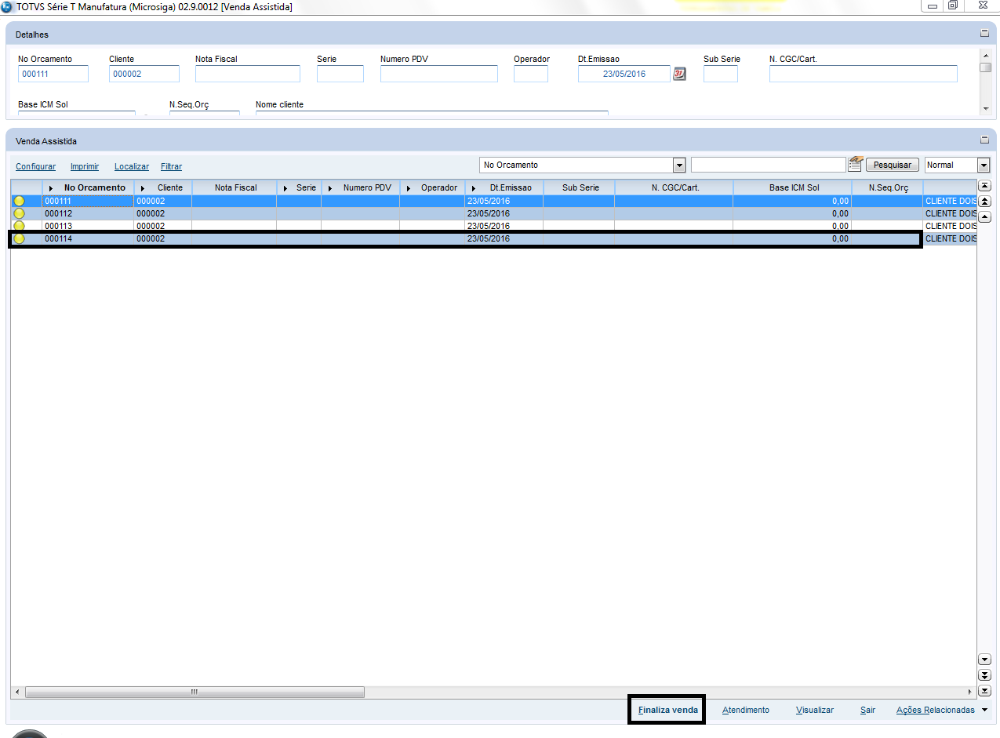 TOTVS Série T Manufatura (Microsiga) 02.9.0012 [Venda Assistida]
Detalhes
No Orcamento Cliente Nota Fiscal Serie Numero PDV Operador Dt.Emissao Sub Serie N. CGC/Cart.
000111 000002 23/05/2016 31
Base ICM Sol N.Seq.Orç Nome cliente
Venda Assistida
Configurar Imprimir Localizar Filtrar No Orcamento Pesquisar Normal
No Orcamento Cliente Nota Fiscal Serie Numero PDV Operador Dt.Emissao Sub Serie N. CGC/Cart. Base ICM Sol N.Seq.Orç
000111 000002 23/05/2016 0,00 CLIENTE DOIS
000112 000002 23/05/2016 0,00 CLIENTE DOIS
000113 000002 23/05/2016 0,00 CLIENTE DOIS
000114 000002 23/05/2016 0,00 CLIENTE DOIS
Finaliza venda Atendimento Visualizar Sair Ações Relacionadas